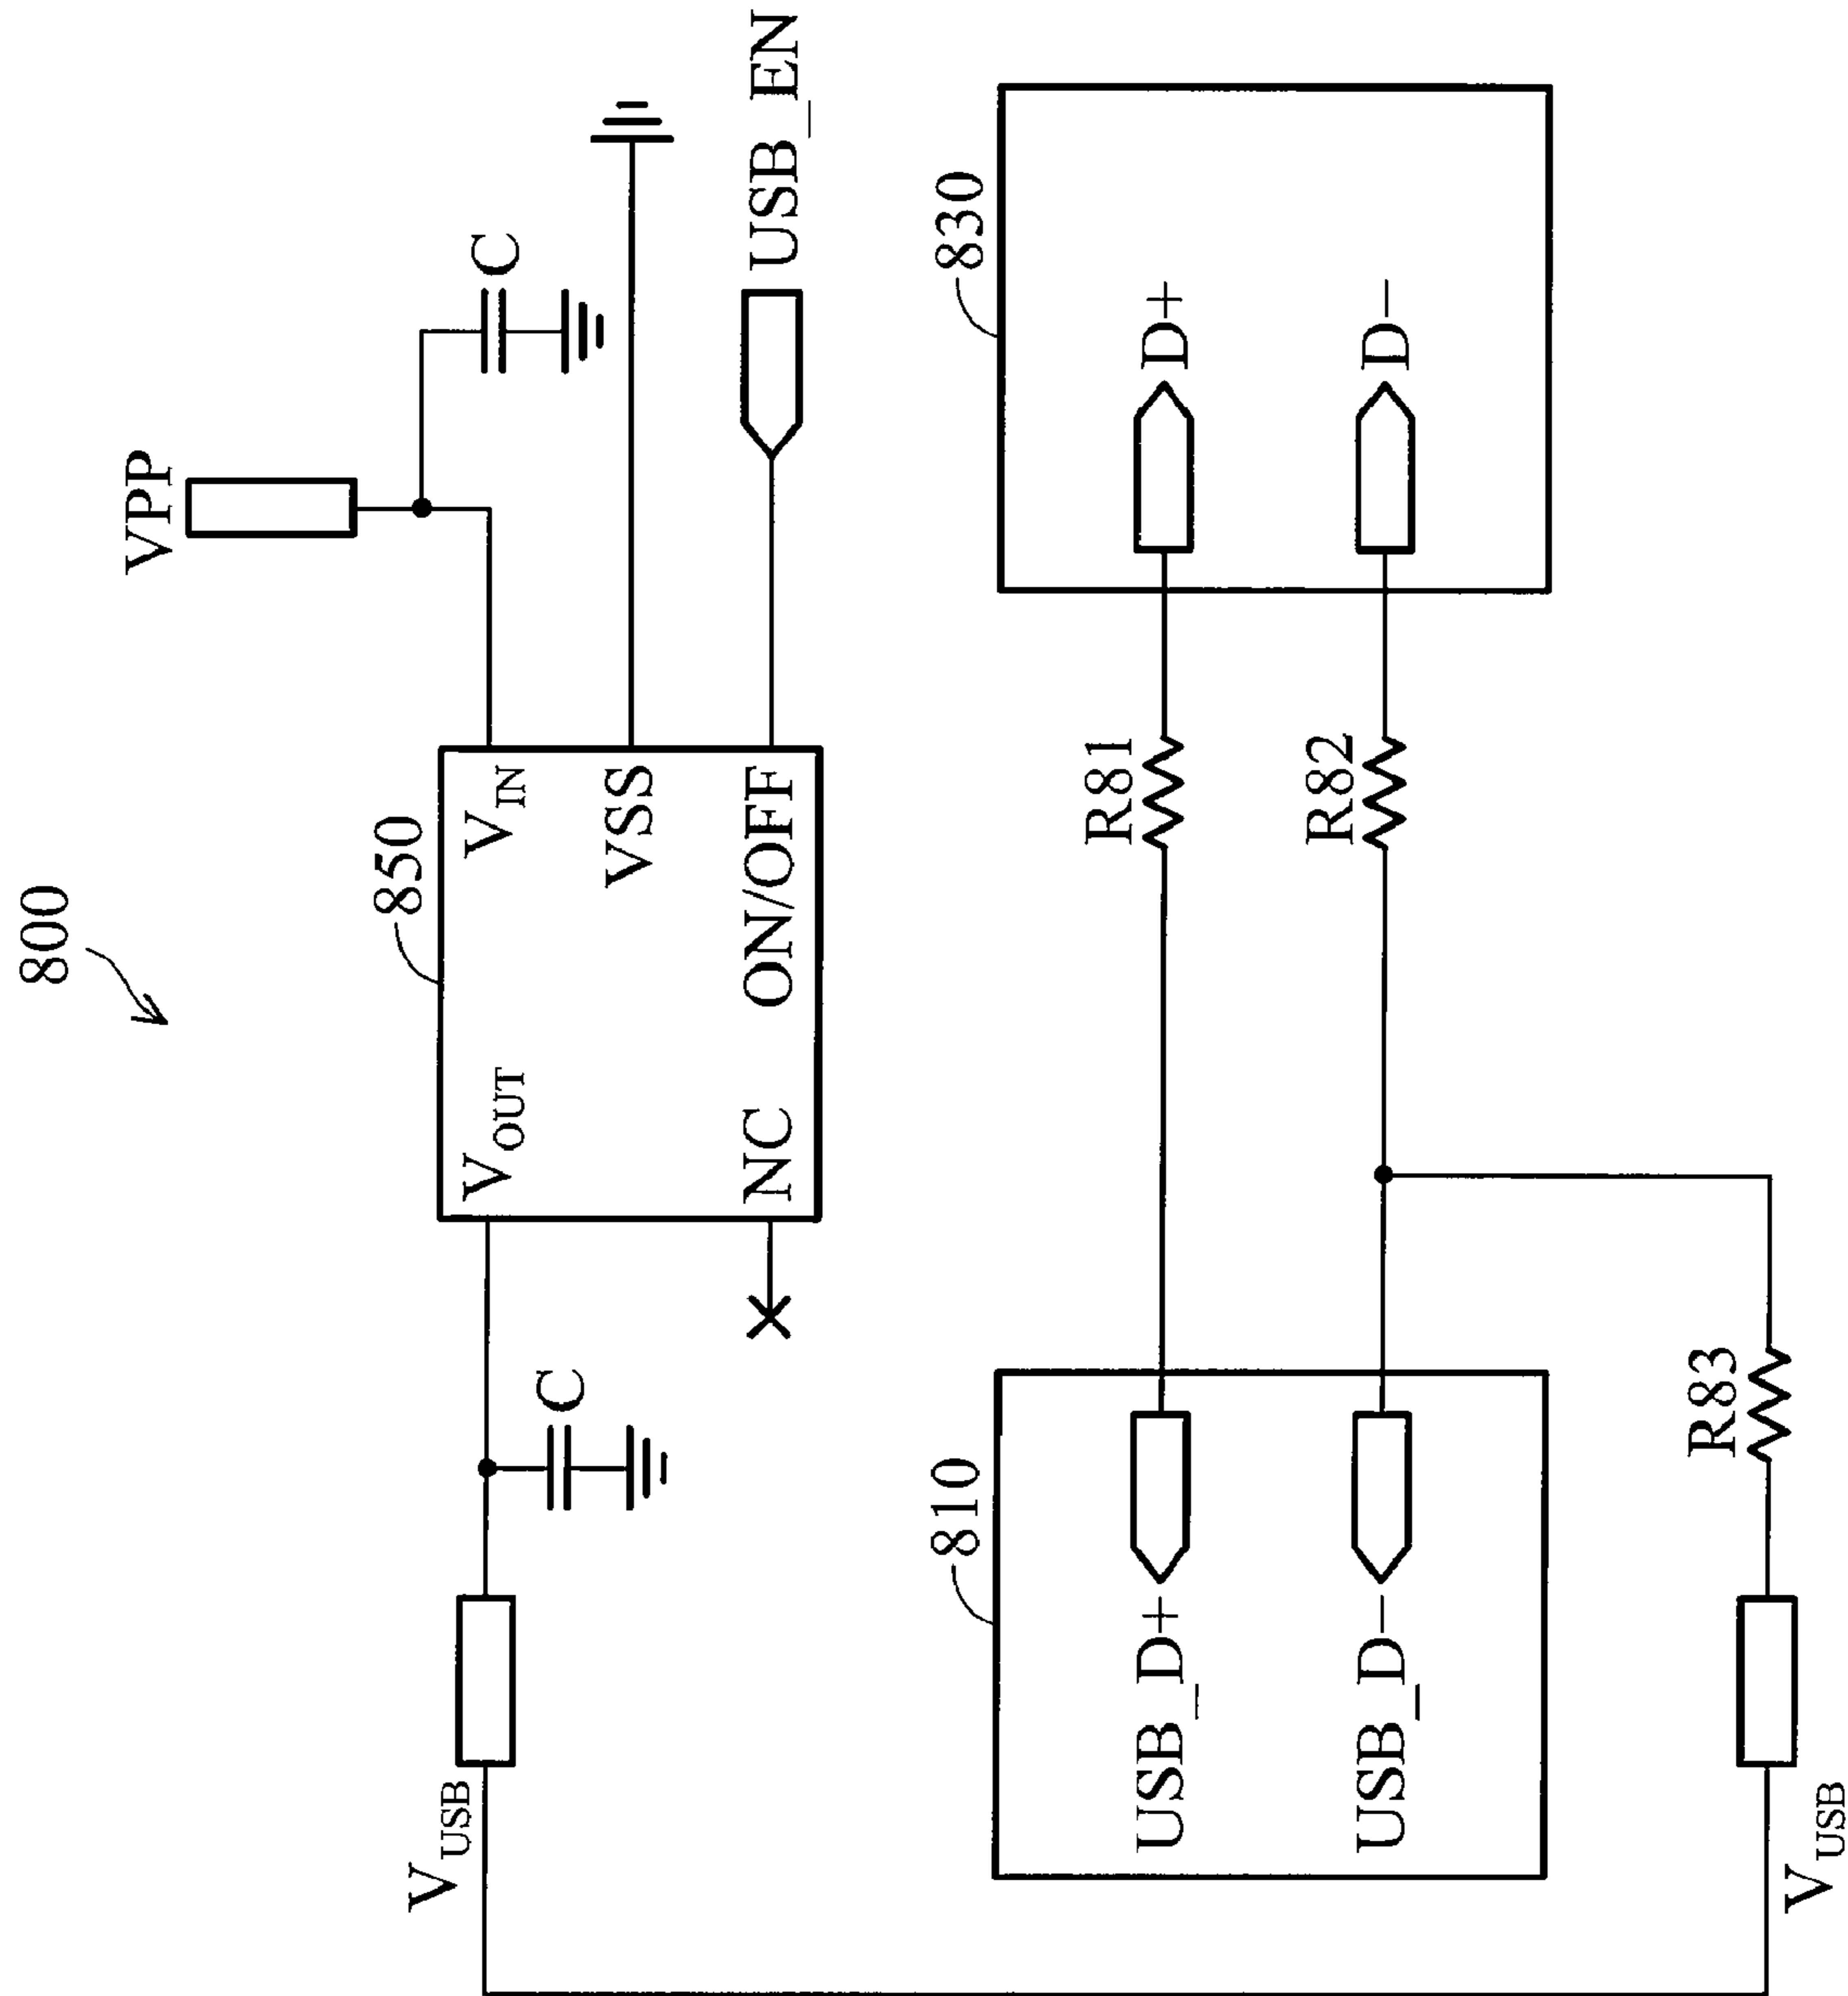 800
VPP
C
850
V_OUT
V_IN
VSS
NC
ON/OFF
USB_EN
V_USB
C
810
USB_D+
USB_D−
830
D+
D−
R81
R82
R83
V_USB